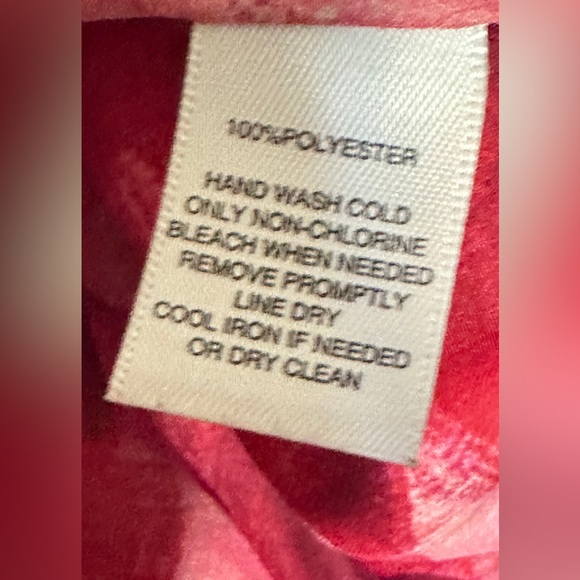 100%POLYESTER
HAND WASH COLD
ONLY NON-CHLORINE
BLEACH WHEN NEEDED
REMOVE PROMPTLY
LINE DRY
COOL IRON IF NEEDED
OR DRY CLEAN